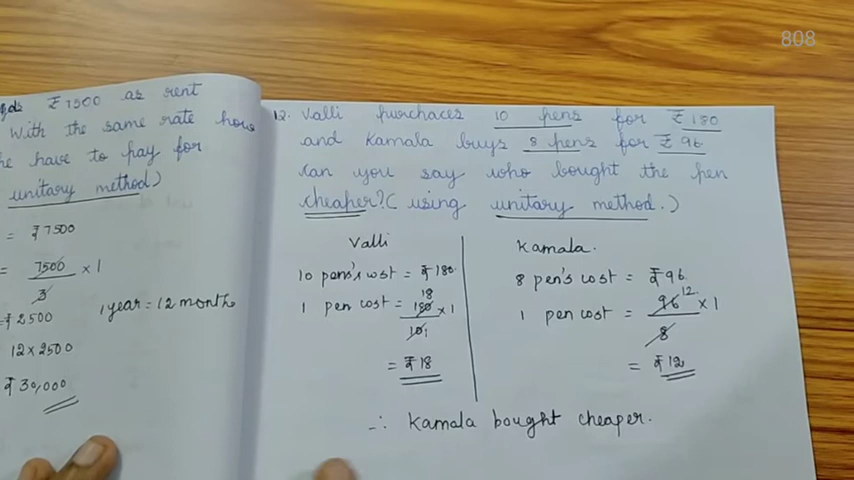 808
₹7500 as rent
With the same rate how
he have to pay for
unitary method)
= ₹7500
= 7500/3 × 1
= ₹2500
1 year = 12 months
12 × 2500
₹30,000
12. Valli purchaces 10 pens for ₹180
and Kamala buys 8 pens for ₹96
can you say who bought the pen
cheaper? (using unitary method.)
Valli
10 pen's cost = ₹180
1 pen cost = 180/10 × 1
18
1
= ₹18
Kamala.
8 pen's cost = ₹96
1 pen cost = 96/8 × 1
12
= ₹12
∴ Kamala bought cheaper.